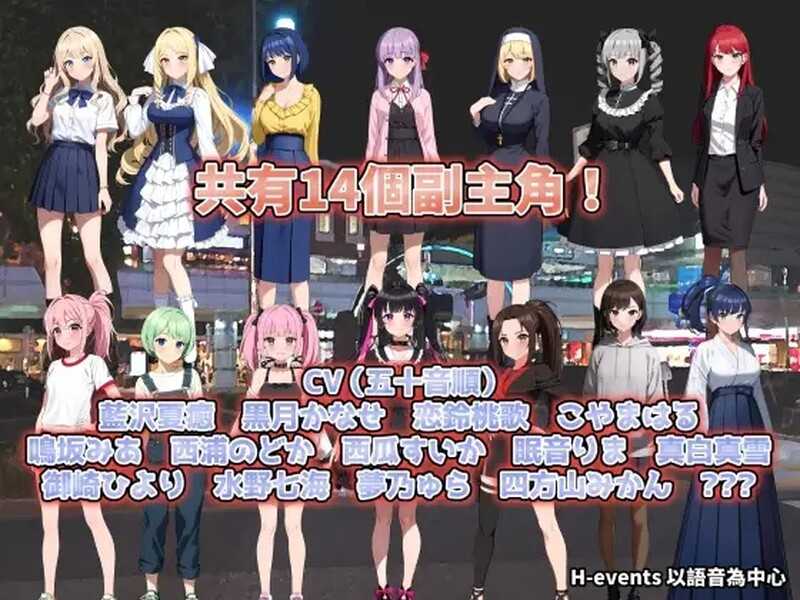 共有14個副主角！
CV（五十音順）
藍沢夏癒　黒月かなせ　恋鈴桃歌　こやまはる
鳴坂みあ　西浦のどか　西瓜すいか　眠音りま　真白真雪
御崎ひより　水野七海　夢乃ゅら　四方山みかん　???
H-events 以語音為中心